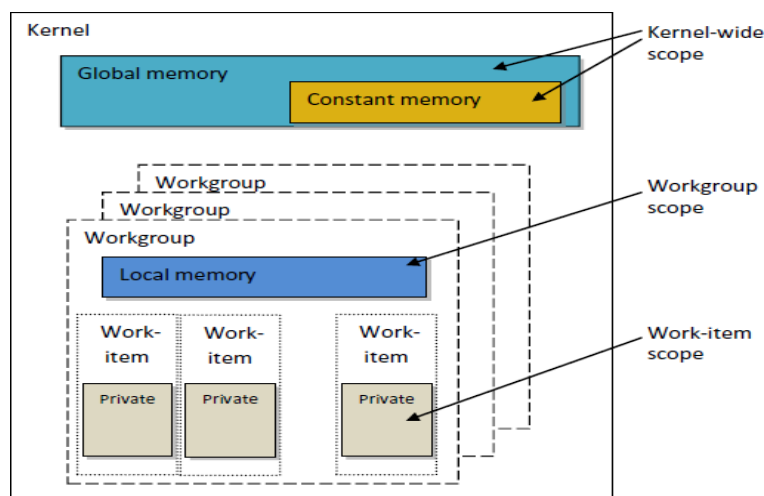 Kernel
Kernel-wide
scope
Global memory
Constant memory
Workgroup
Workgroup
Workgroup
Workgroup
scope
Local memory
Work-
item
Work-
item
Work-
item
Work-item
scope
Private
Private
Private